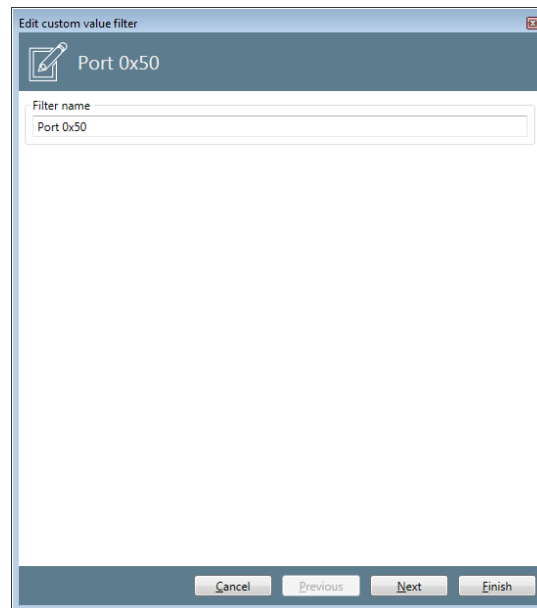 Edit custom value filter
Port 0x50
Filter name
Port 0x50
Cancel Previous Next Finish